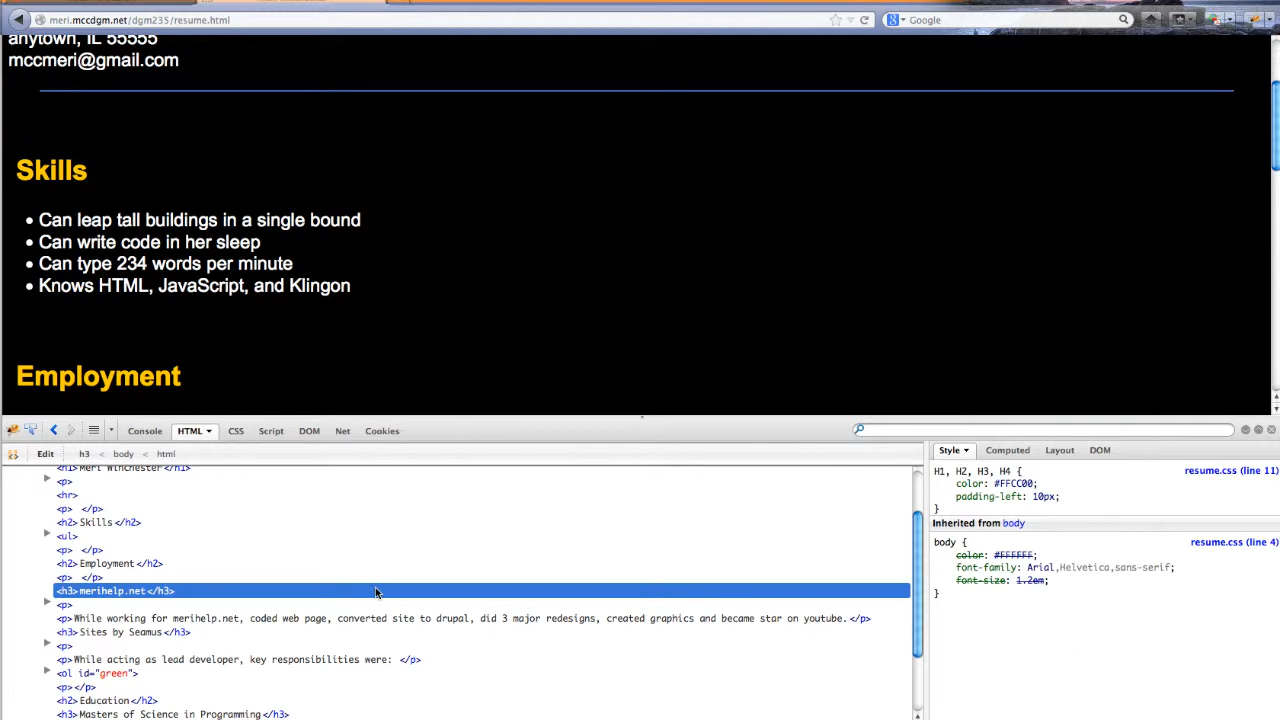 meri.mccdgm.net/dgm235/resume.html
Google
anytown, IL 55555
mccmeri@gmail.com
Skills
• Can leap tall buildings in a single bound
• Can write code in her sleep
• Can type 234 words per minute
• Knows HTML, JavaScript, and Klingon
Employment
Console HTML CSS Script DOM Net Cookies
Edit h3 < body < html
Style Computed Layout DOM
<h1>Meri Winchester</h1>
<p>
<hr>
<p> </p>
<h2>Skills</h2>
<ul>
<p> </p>
<h2>Employment</h2>
<p> </p>
<h3>merihelp.net</h3>
<p>
<p>While working for merihelp.net, coded web page, converted site to drupal, did 3 major redesigns, created graphics and became star on youtube.</p>
<h3>Sites by Seamus</h3>
<p>
<p>While acting as lead developer, key responsibilities were: </p>
<ol id="green">
<p></p>
<h2>Education</h2>
<h3>Masters of Science in Programming</h3>
H1, H2, H3, H4 { resume.css (line 11)
color: #FFCC00;
padding-left: 10px;
}
Inherited from body
body { resume.css (line 4)
color: #FFFFFF;
font-family: Arial,Helvetica,sans-serif;
font-size: 1.2em;
}